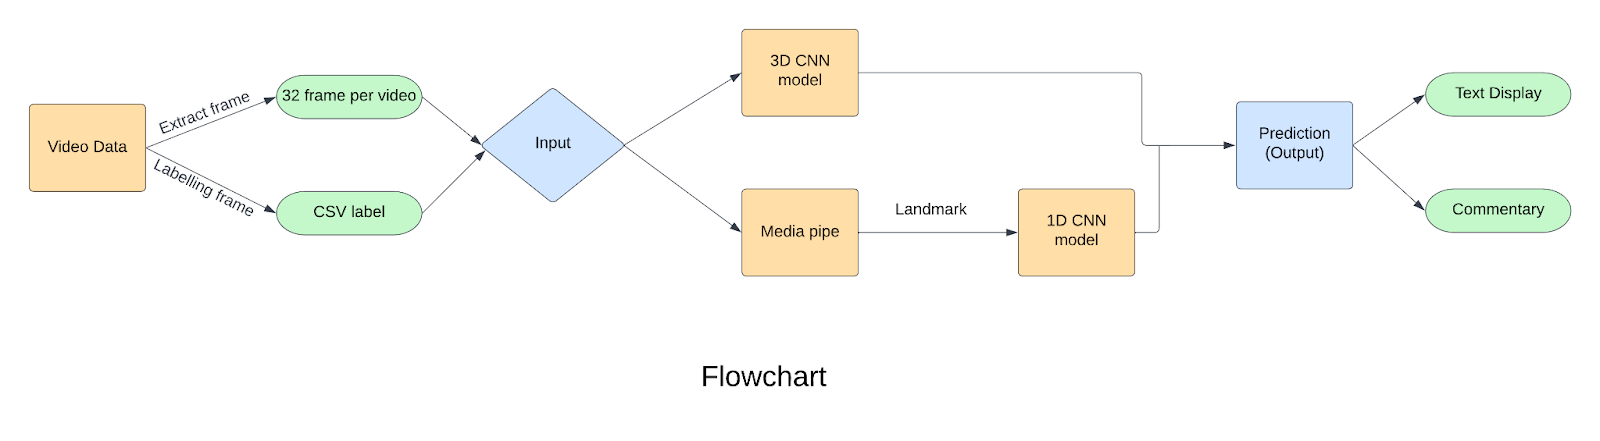 Video Data
Extract frame
Labelling frame
32 frame per video
CSV label
Input
3D CNN
model
Media pipe
Landmark
1D CNN
model
Prediction
(Output)
Text Display
Commentary
Flowchart